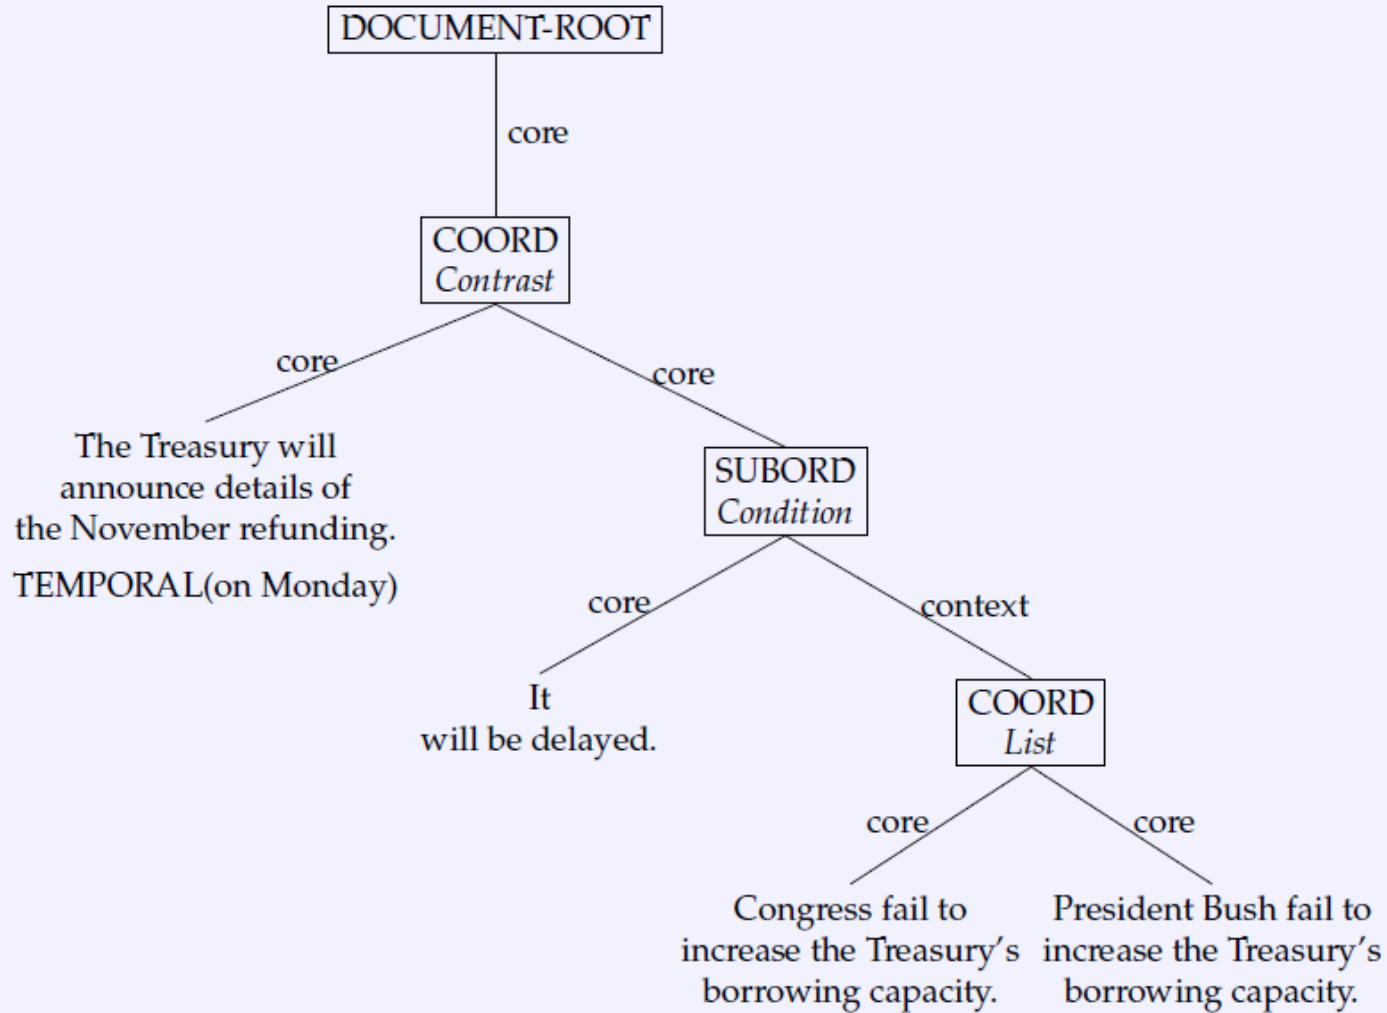 DOCUMENT-ROOT
core
COORD
Contrast
core
core
The Treasury will
announce details of
the November refunding.
TEMPORAL(on Monday)
SUBORD
Condition
core
context
It
will be delayed.
COORD
List
core
core
Congress fail to
increase the Treasury's
borrowing capacity.
President Bush fail to
increase the Treasury's
borrowing capacity.